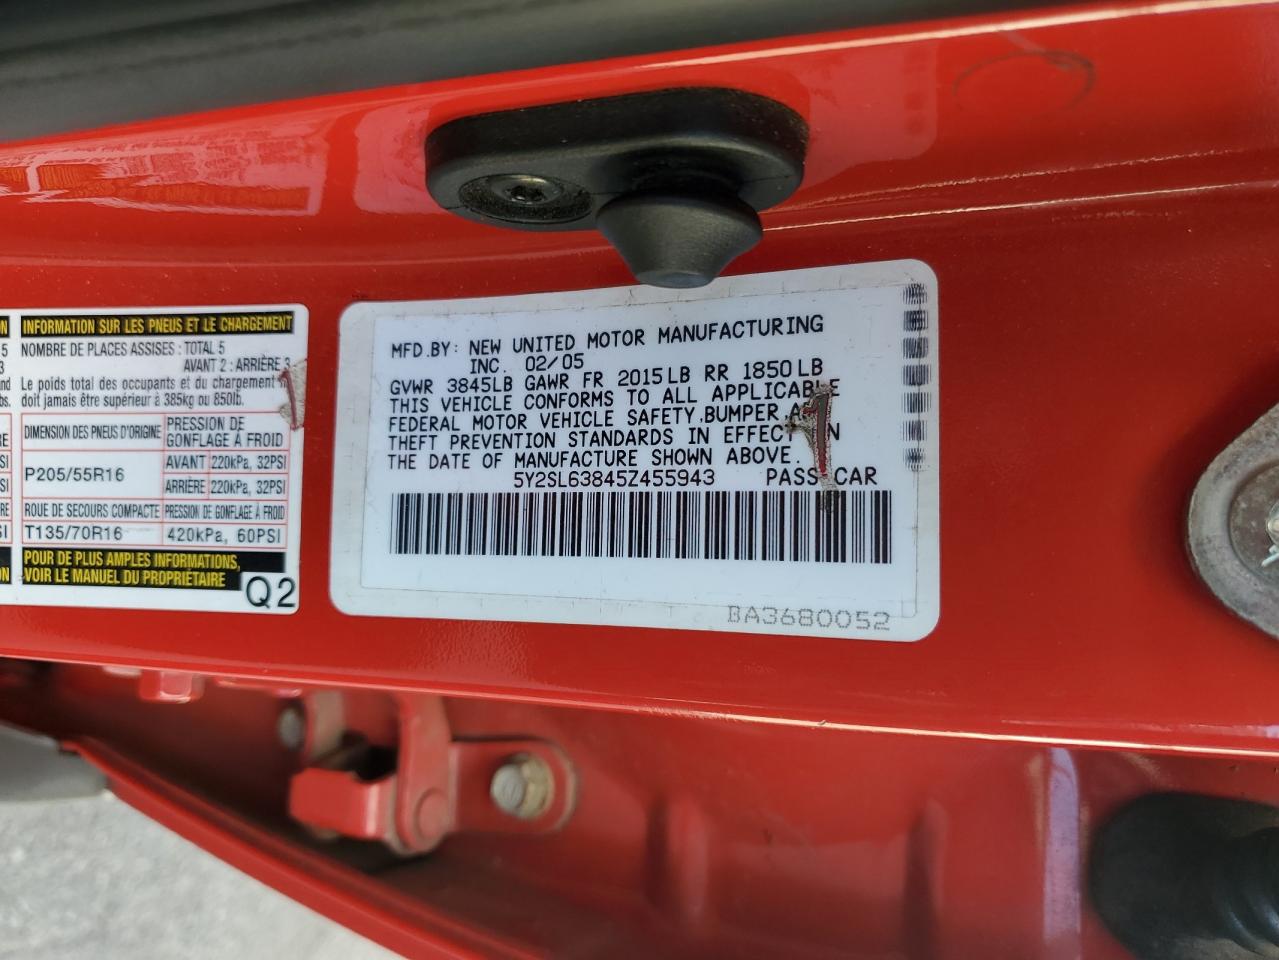 INFORMATION SUR LES PNEUS ET LE CHARGEMENT
NOMBRE DE PLACES ASSISES : TOTAL 5
AVANT 2 : ARRIÈRE 3
Le poids total des occupants et du chargement ne
doit jamais être supérieur à 385kg ou 850lb.
DIMENSION DES PNEUS D'ORIGINE
PRESSION DE
GONFLAGE À FROID
P205/55R16
AVANT 220kPa, 32PSI
ARRIÈRE 220kPa, 32PSI
ROUE DE SECOURS COMPACTE
PRESSION DE GONFLAGE À FROID
T135/70R16
420kPa, 60PSI
POUR DE PLUS AMPLES INFORMATIONS,
VOIR LE MANUEL DU PROPRIÉTAIRE
Q2
MFD.BY: NEW UNITED MOTOR MANUFACTURING
INC. 02/05
GVWR 3845LB GAWR FR 2015LB RR 1850LB
THIS VEHICLE CONFORMS TO ALL APPLICABLE
FEDERAL MOTOR VEHICLE SAFETY,BUMPER,
THEFT PREVENTION STANDARDS IN EFFECT
THE DATE OF MANUFACTURE SHOWN ABOVE.
5Y2SL63845Z455943 PASS CAR
BA3680052